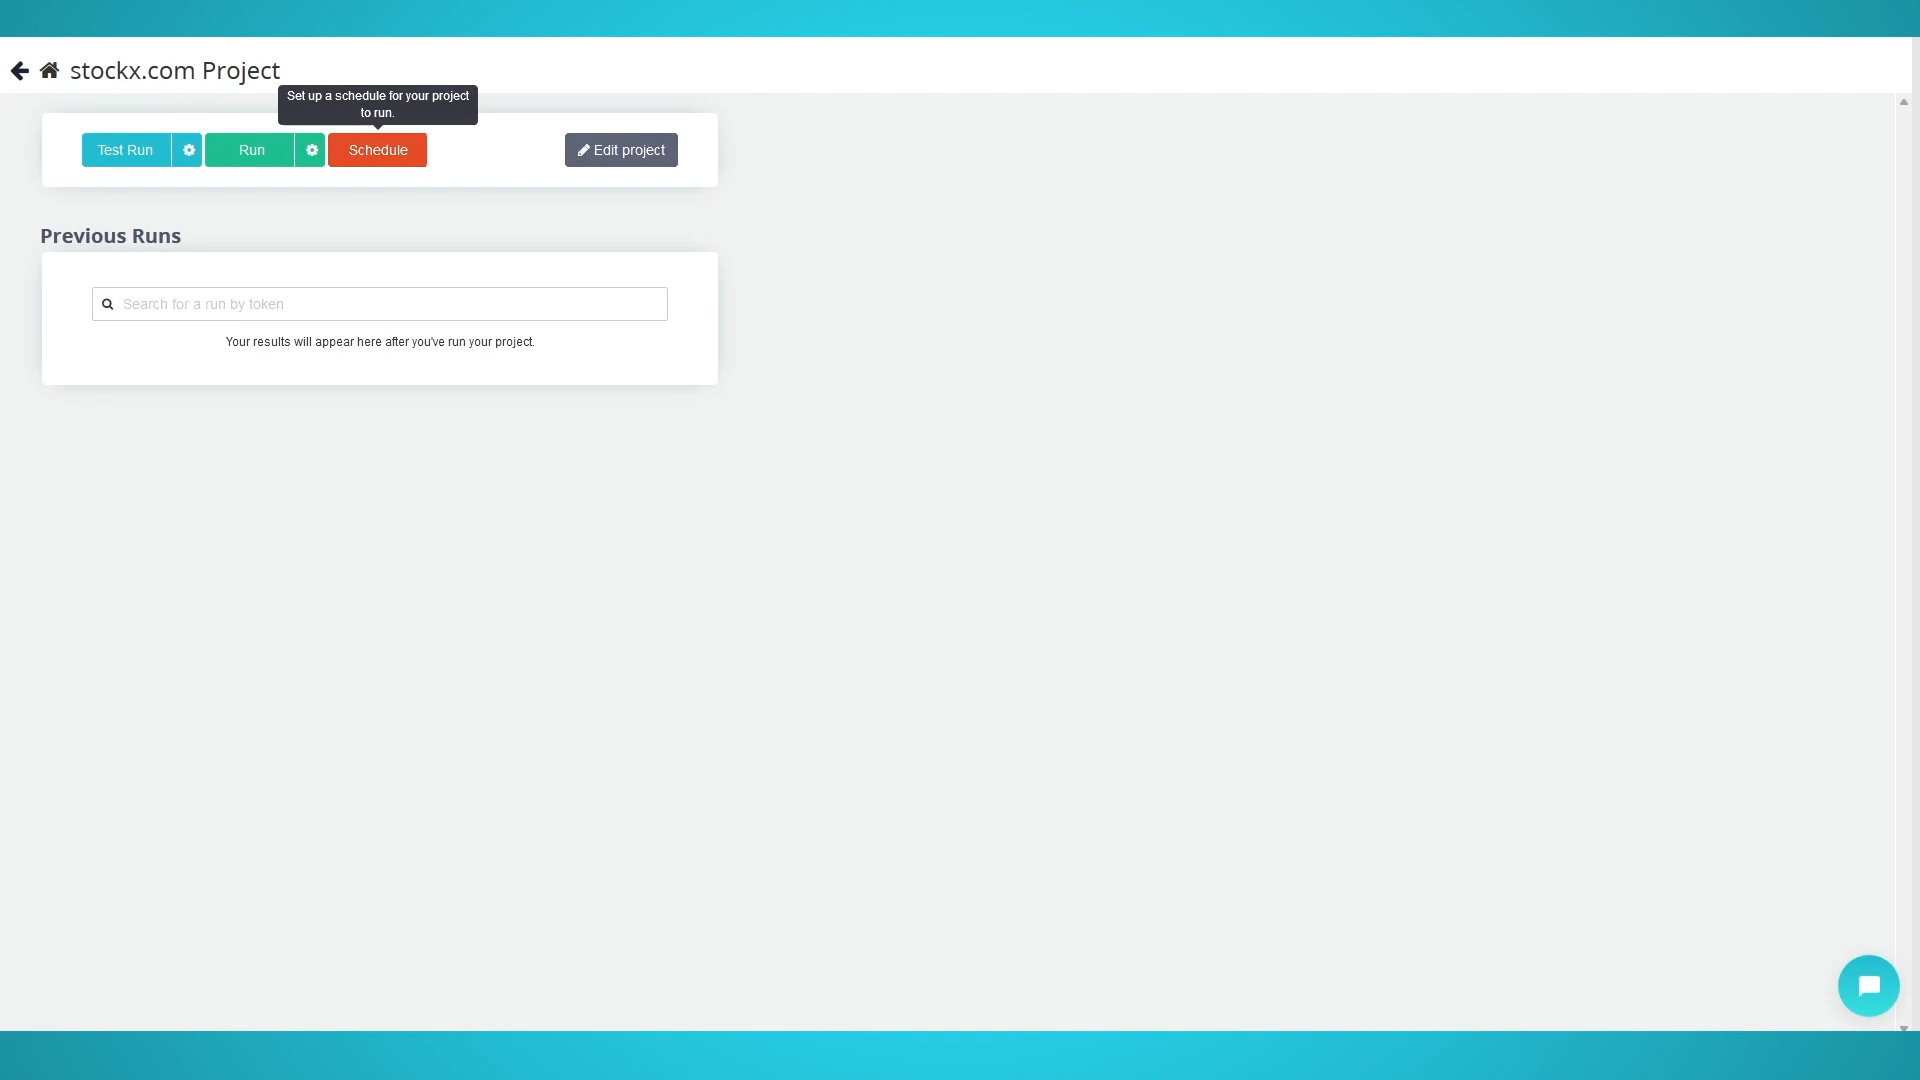 stockx.com Project
Set up a schedule for your project
to run.
Test Run
Run
Schedule
Edit project
Previous Runs
Search for a run by token
Your results will appear here after you've run your project.